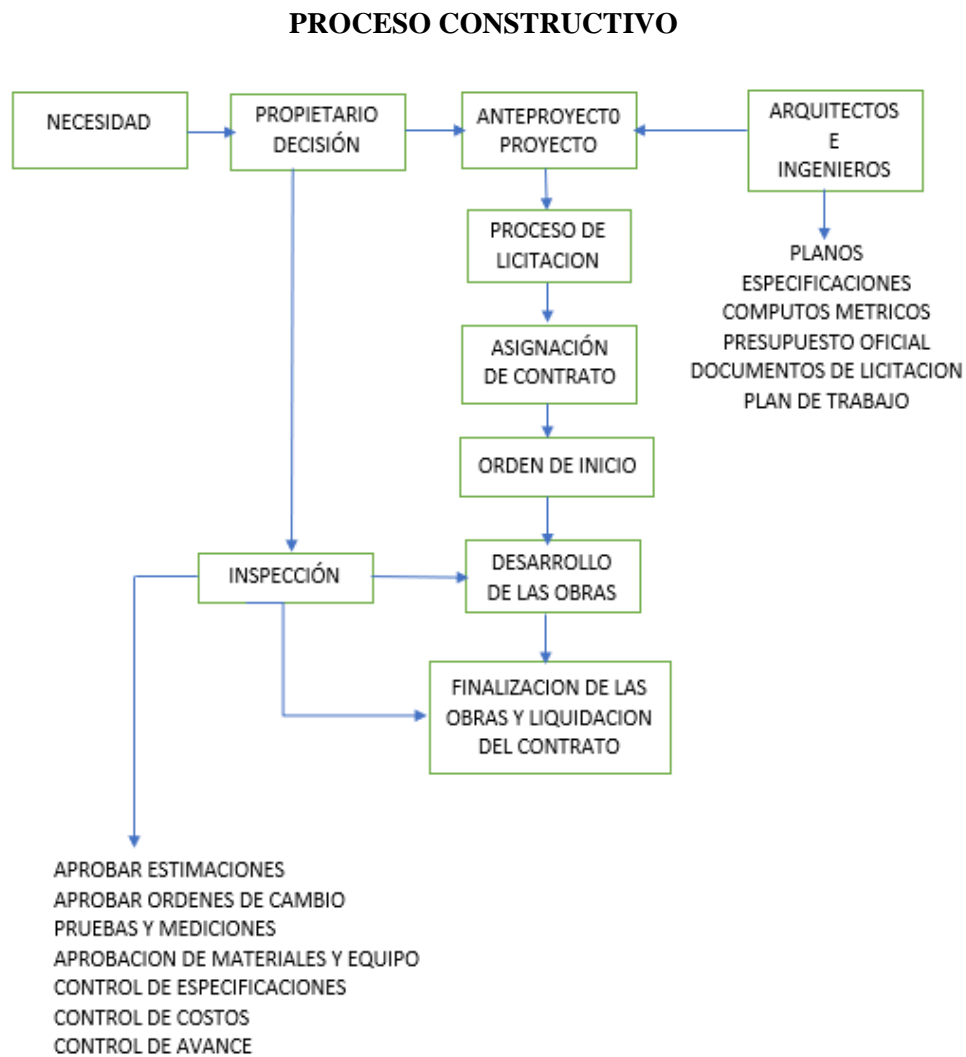 PROCESO CONSTRUCTIVO
NECESIDAD
PROPIETARIO
DECISIÓN
ANTEPROYECT0
PROYECTO
ARQUITECTOS
E
INGENIEROS
PROCESO DE
LICITACION
PLANOS
ESPECIFICACIONES
COMPUTOS METRICOS
PRESUPUESTO OFICIAL
DOCUMENTOS DE LICITACION
PLAN DE TRABAJO
ASIGNACIÓN
DE CONTRATO
ORDEN DE INICIO
INSPECCIÓN
DESARROLLO
DE LAS OBRAS
FINALIZACION DE LAS
OBRAS Y LIQUIDACION
DEL CONTRATO
APROBAR ESTIMACIONES
APROBAR ORDENES DE CAMBIO
PRUEBAS Y MEDICIONES
APROBACION DE MATERIALES Y EQUIPO
CONTROL DE ESPECIFICACIONES
CONTROL DE COSTOS
CONTROL DE AVANCE